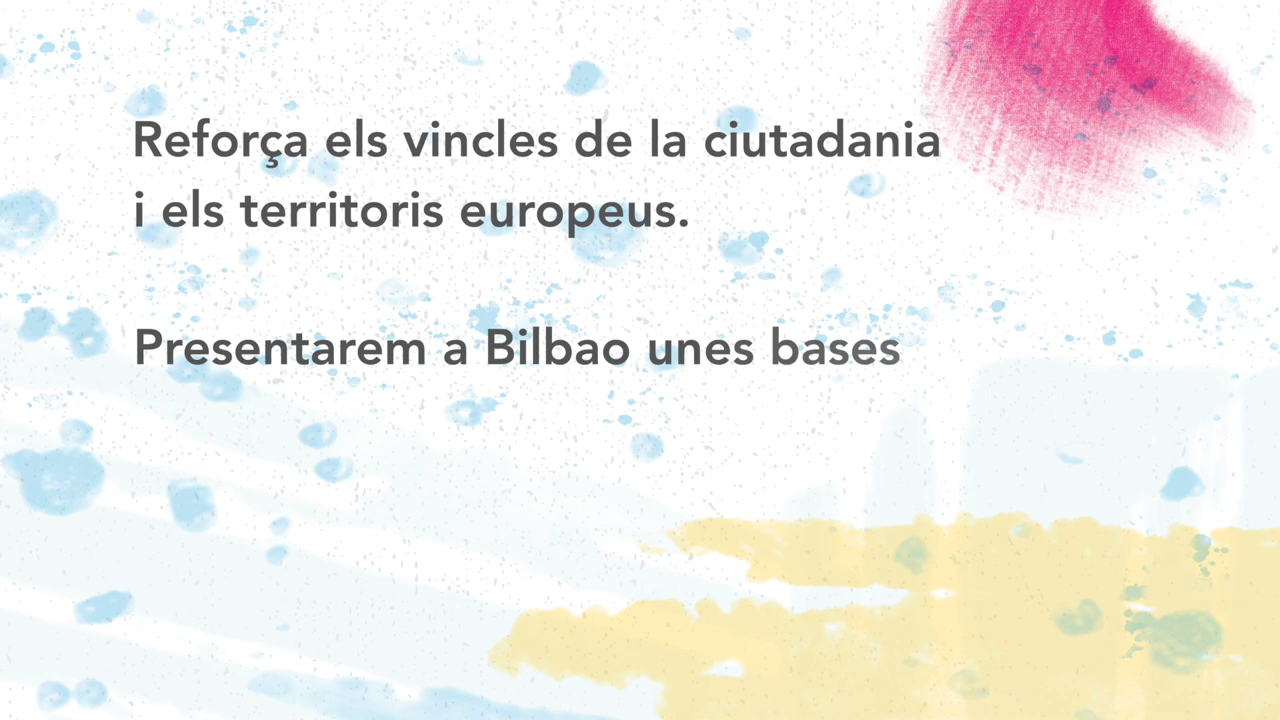 Reforça els vincles de la ciutadania
i els territoris europeus.
Presentarem a Bilbao unes bases